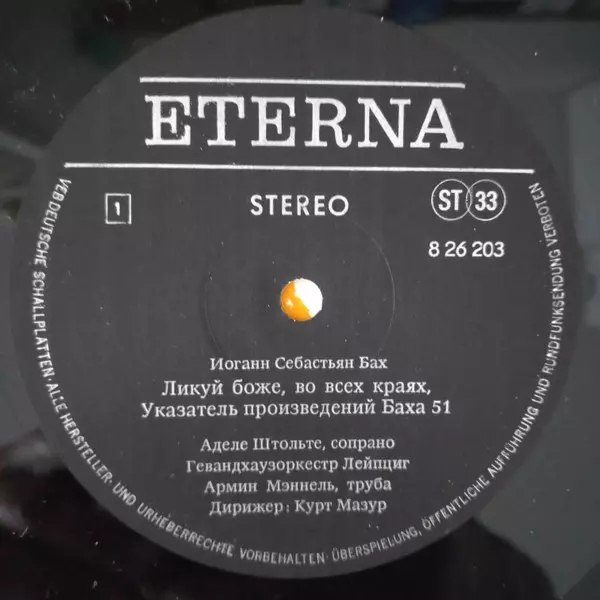 ETERNA
1
STEREO
ST 33
8 26 203
Иоганн Себастьян Бах
Ликуй боже, во всех краях,
Указатель произведений Баха 51
Аделе Штольте, сопрано
Гевандхаузоркестр Лейпциг
Армин Мэннель, труба
Дирижер: Курт Мазур
VEB DEUTSCHE SCHALLPLATTEN · ALLE HERSTELLER- UND URHEBERRECHTE VORBEHALTEN · ÜBERSPIELUNG, ÖFFENTLICHE AUFFÜHRUNG UND RUNDFUNKSENDUNG VERBOTEN